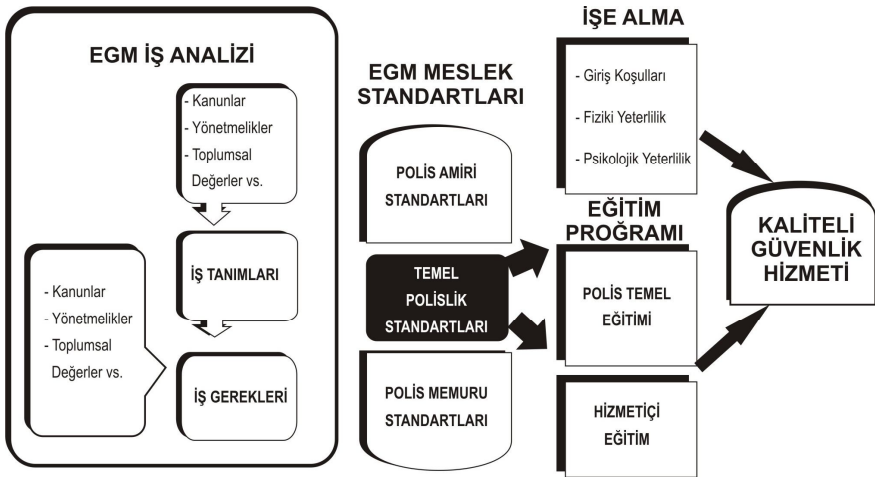 EGM İŞ ANALİZİ
- Kanunlar
- Yönetmelikler
- Toplumsal
Değerler vs.
İŞ TANIMLARI
- Kanunlar
- Yönetmelikler
- Toplumsal
Değerler vs.
İŞ GEREKLERİ
EGM MESLEK
STANDARTLARI
POLİS AMİRİ
STANDARTLARI
TEMEL
POLİSLİK
STANDARTLARI
POLİS MEMURU
STANDARTLARI
İŞE ALMA
- Giriş Koşulları
- Fiziki Yeterlilik
- Psikolojik Yeterlilik
EĞİTİM
PROĞRAMI
POLİS TEMEL
EĞİTİMİ
HİZMETİÇİ
EĞİTİM
KALİTELİ
GÜVENLİK
HİZMETİ